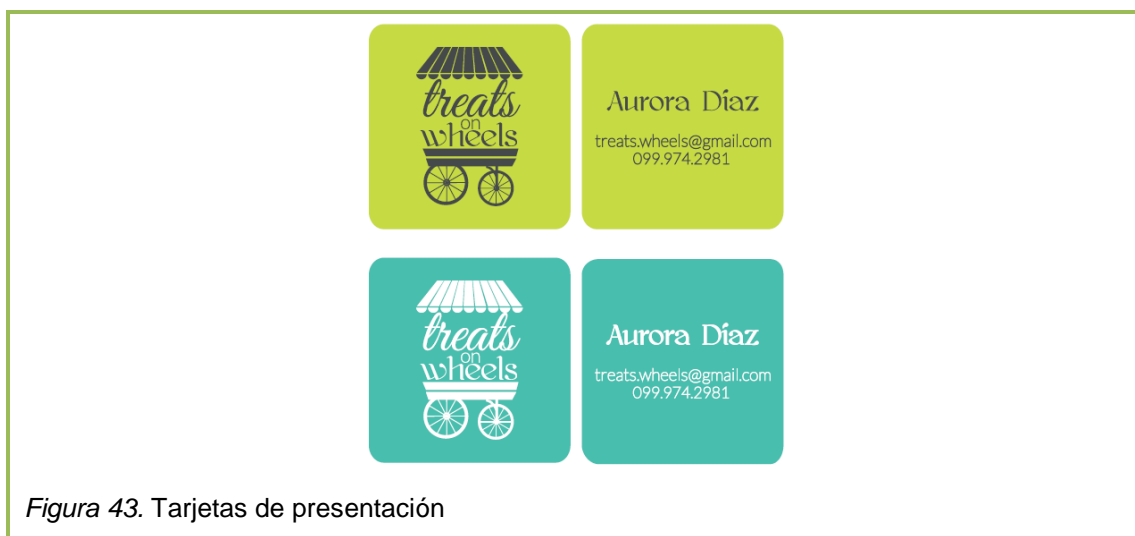 treats
on
wheels
Aurora Díaz
treats.wheels@gmail.com
099.974.2981
treats
on
wheels
Aurora Díaz
treats.wheels@gmail.com
099.974.2981
Figura 43. Tarjetas de presentación